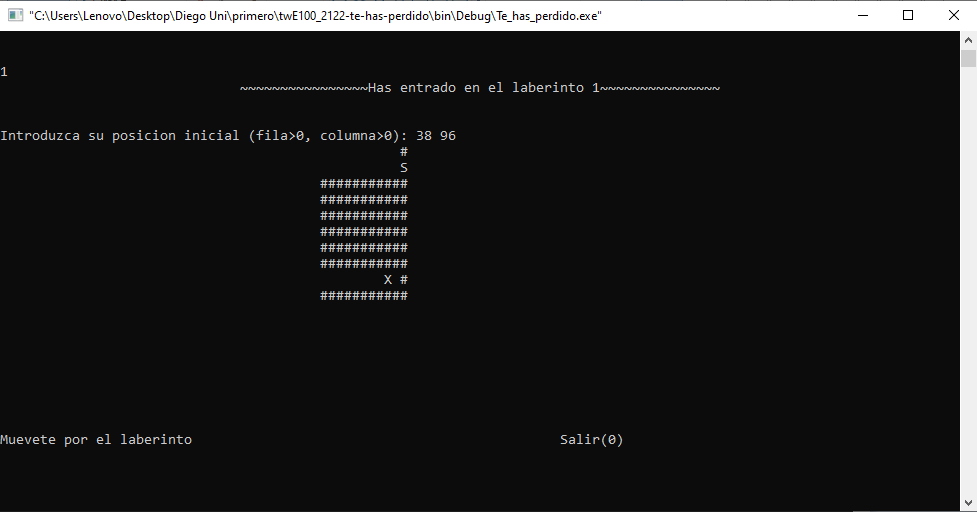 "C:\Users\Lenovo\Desktop\Diego Uni\primero\twE100_2122-te-has-perdido\bin\Debug\Te_has_perdido.exe"
1
~~~~~~~~~~~~~~~~Has entrado en el laberinto 1~~~~~~~~~~~~~~~
Introduzca su posicion inicial (fila>0, columna>0): 38 96
#
S
###########
###########
###########
###########
###########
###########
X #
###########
Muevete por el laberinto Salir(0)